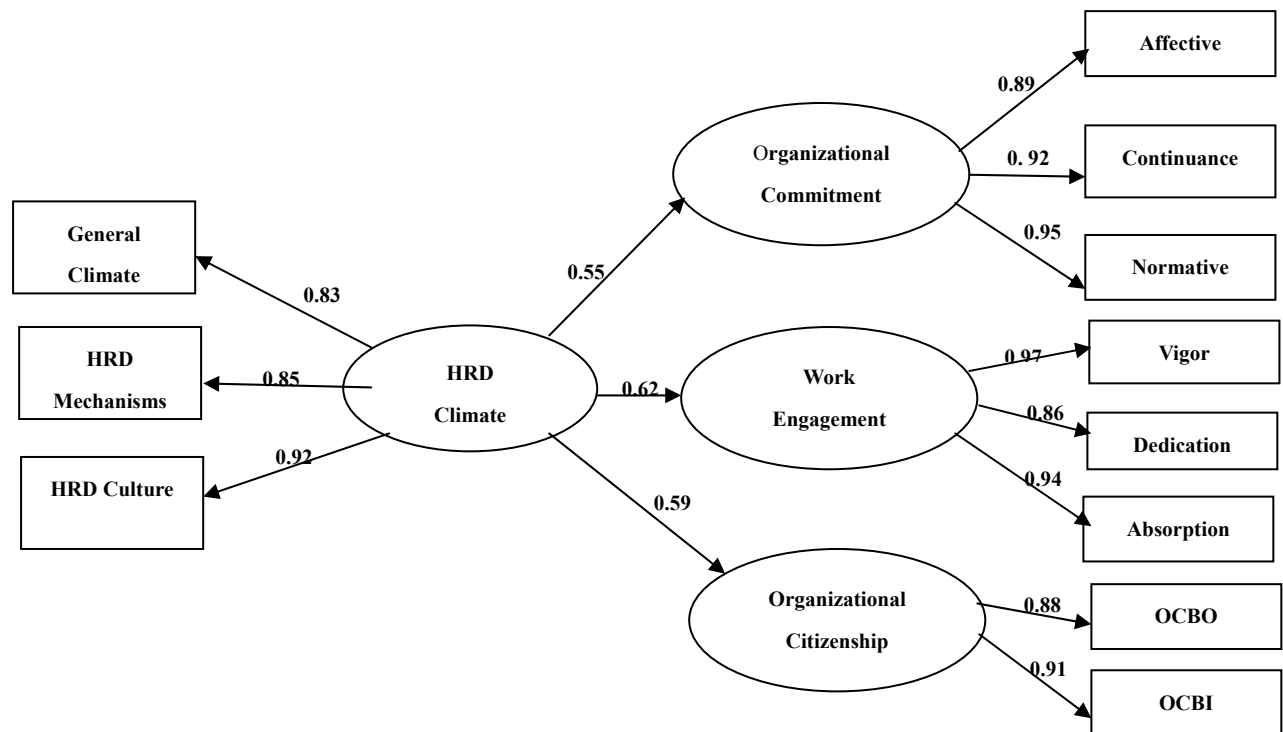 General
Climate
HRD
Mechanisms
HRD Culture
0.83
0.85
0.92
HRD
Climate
0.55
0.62
0.59
Organizational
Commitment
0.89
0. 92
0.95
Affective
Continuance
Normative
Work
Engagement
0.97
0.86
0.94
Vigor
Dedication
Absorption
Organizational
Citizenship
0.88
0.91
OCBO
OCBI